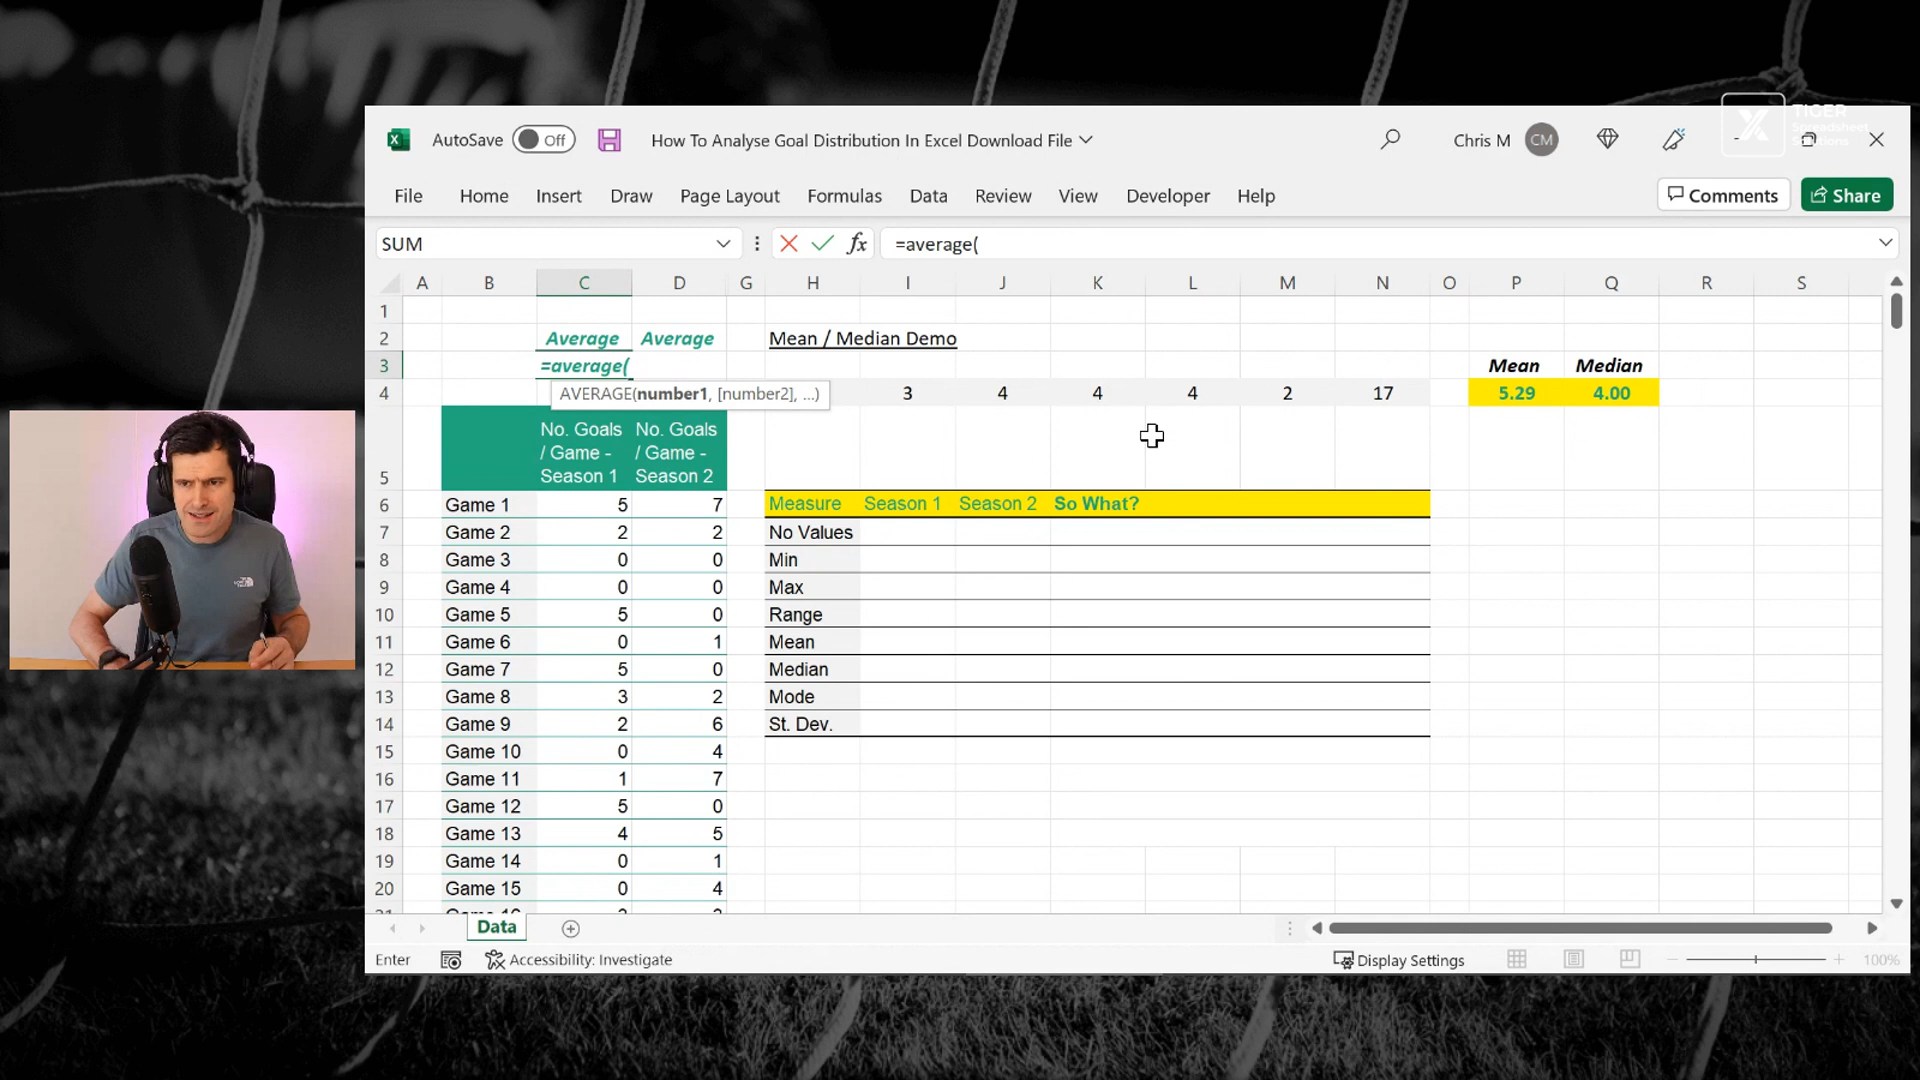 TIGER
Spreadsheet
Solutions
AutoSave Off How To Analyse Goal Distribution In Excel Download File Chris M CM
File Home Insert Draw Page Layout Formulas Data Review View Developer Help Comments Share
SUM fx =average(
A B C D G H I J K L M N O P Q R S
1
2 Average Average Mean / Median Demo
3 =average( Mean Median
AVERAGE(number1, [number2], ...)
4 3 4 4 4 2 17 5.29 4.00
No. Goals No. Goals
/ Game - / Game -
5 Season 1 Season 2
6 Game 1 5 7 Measure Season 1 Season 2 So What?
7 Game 2 2 2 No Values
8 Game 3 0 0 Min
9 Game 4 0 0 Max
10 Game 5 5 0 Range
11 Game 6 0 1 Mean
12 Game 7 5 0 Median
13 Game 8 3 2 Mode
14 Game 9 2 6 St. Dev.
15 Game 10 0 4
16 Game 11 1 7
17 Game 12 5 0
18 Game 13 4 5
19 Game 14 0 1
20 Game 15 0 4
Data
Enter Accessibility: Investigate Display Settings 100%